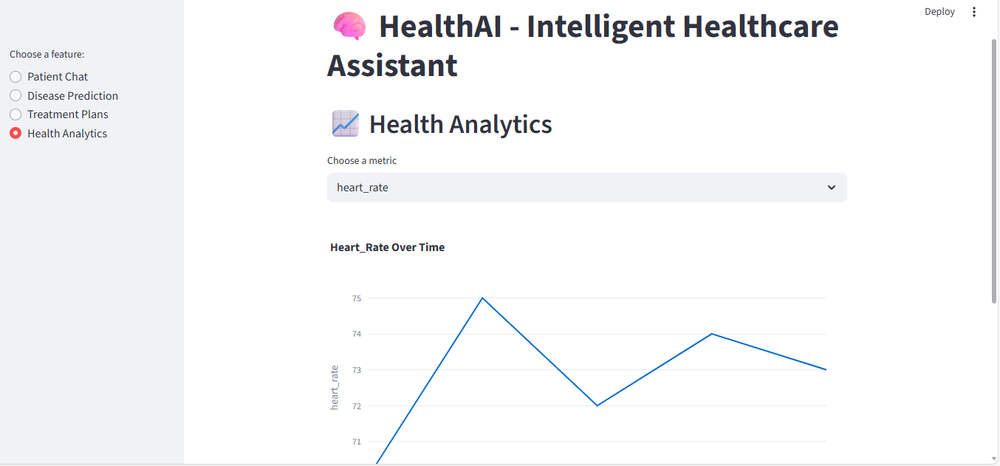 Deploy
Choose a feature:
Patient Chat
Disease Prediction
Treatment Plans
Health Analytics
HealthAI - Intelligent Healthcare
Assistant
Health Analytics
Choose a metric
heart_rate
Heart_Rate Over Time
75
74
73
72
71
heart_rate